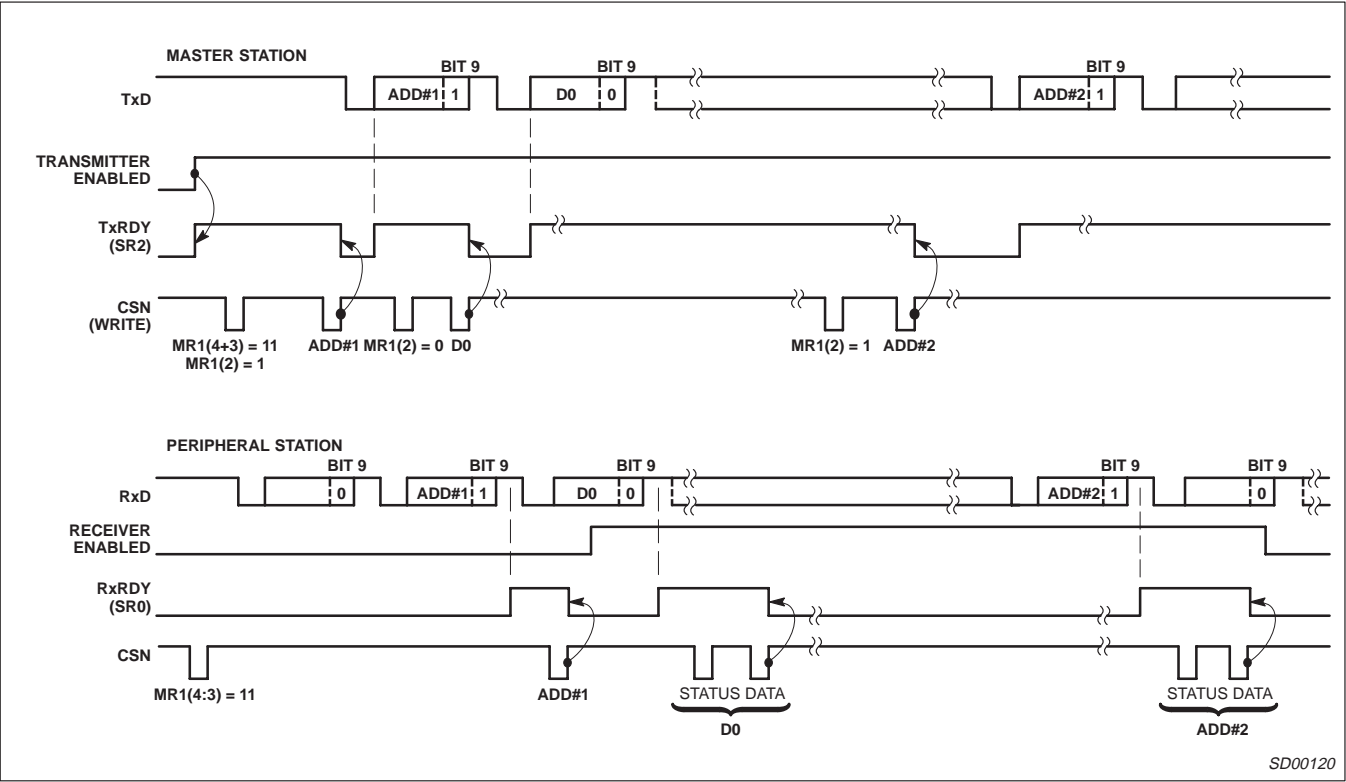 MASTER STATION
BIT 9 BIT 9 BIT 9
TxD ADD#1 1 D0 0 ADD#2 1
TRANSMITTER
ENABLED
TxRDY
(SR2)
CSN
(WRITE)
MR1(4+3) = 11 ADD#1 MR1(2) = 0 D0 MR1(2) = 1 ADD#2
MR1(2) = 1
PERIPHERAL STATION
BIT 9 BIT 9 BIT 9 BIT 9 BIT 9
RxD 0 ADD#1 1 D0 0 ADD#2 1 0
RECEIVER
ENABLED
RxRDY
(SR0)
CSN
MR1(4:3) = 11 ADD#1 STATUS DATA STATUS DATA
D0 ADD#2
SD00120